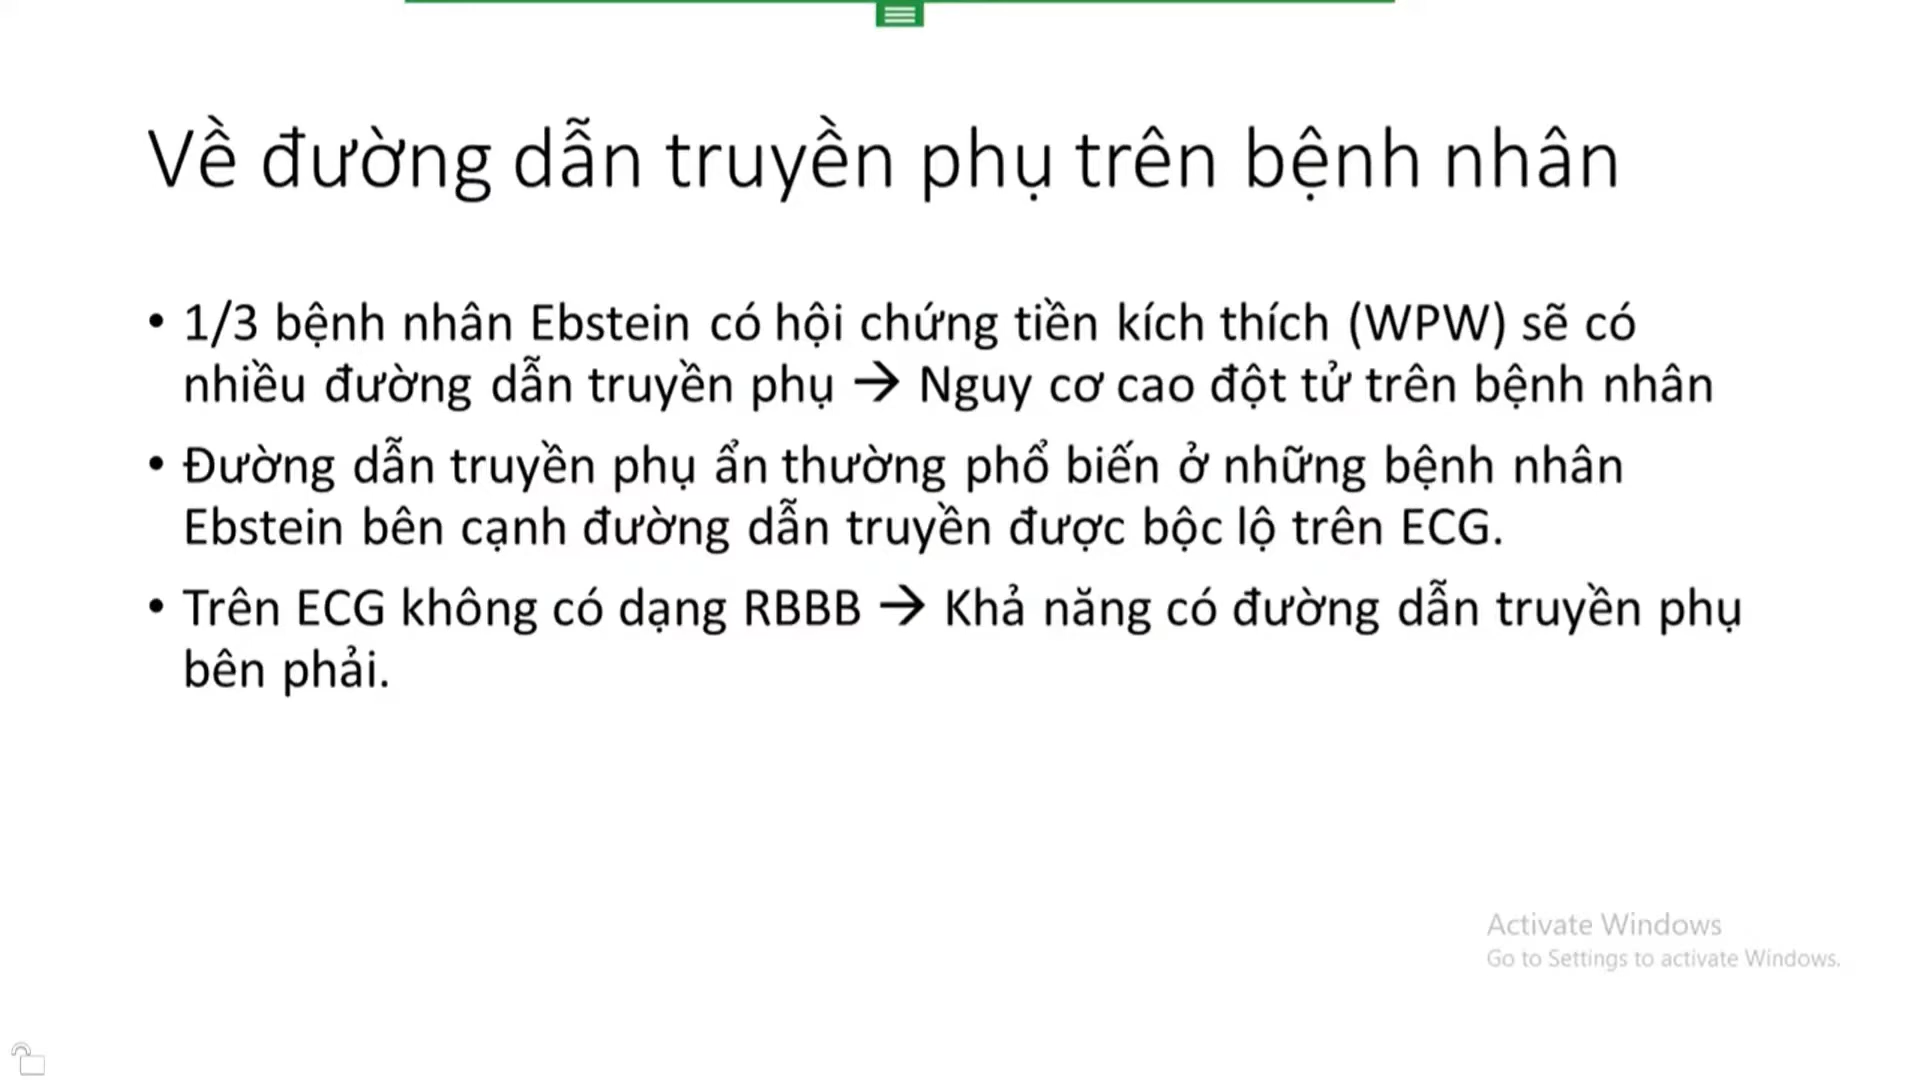 Về đường dẫn truyền phụ trên bệnh nhân
• 1/3 bệnh nhân Ebstein có hội chứng tiền kích thích (WPW) sẽ có
nhiều đường dẫn truyền phụ → Nguy cơ cao đột tử trên bệnh nhân
• Đường dẫn truyền phụ ẩn thường phổ biến ở những bệnh nhân
Ebstein bên cạnh đường dẫn truyền được bộc lộ trên ECG.
• Trên ECG không có dạng RBBB → Khả năng có đường dẫn truyền phụ
bên phải.
Activate Windows
Go to Settings to activate Windows.